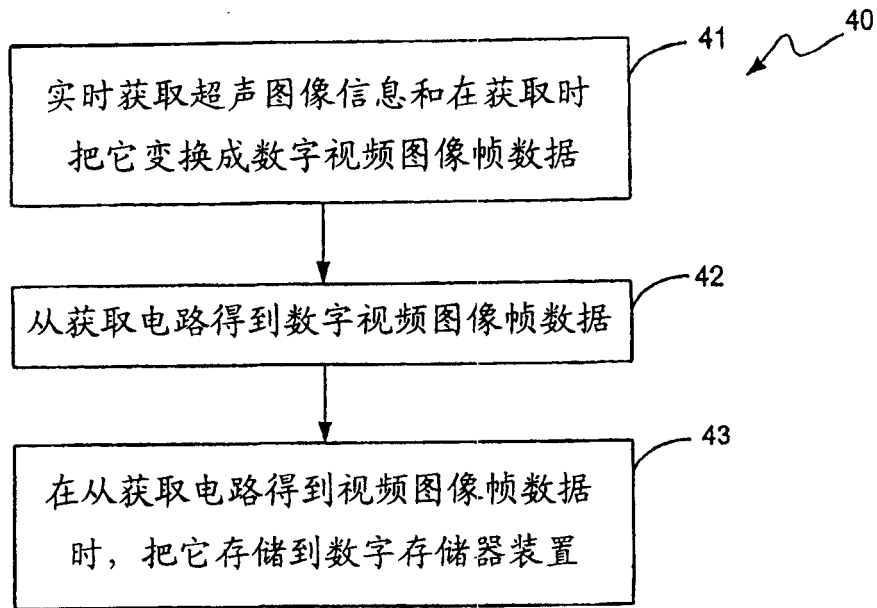 40
41
实时获取超声图像信息和在获取时
把它变换成数字视频图像帧数据
42
从获取电路得到数字视频图像帧数据
43
在从获取电路得到视频图像帧数据
时，把它存储到数字存储器装置